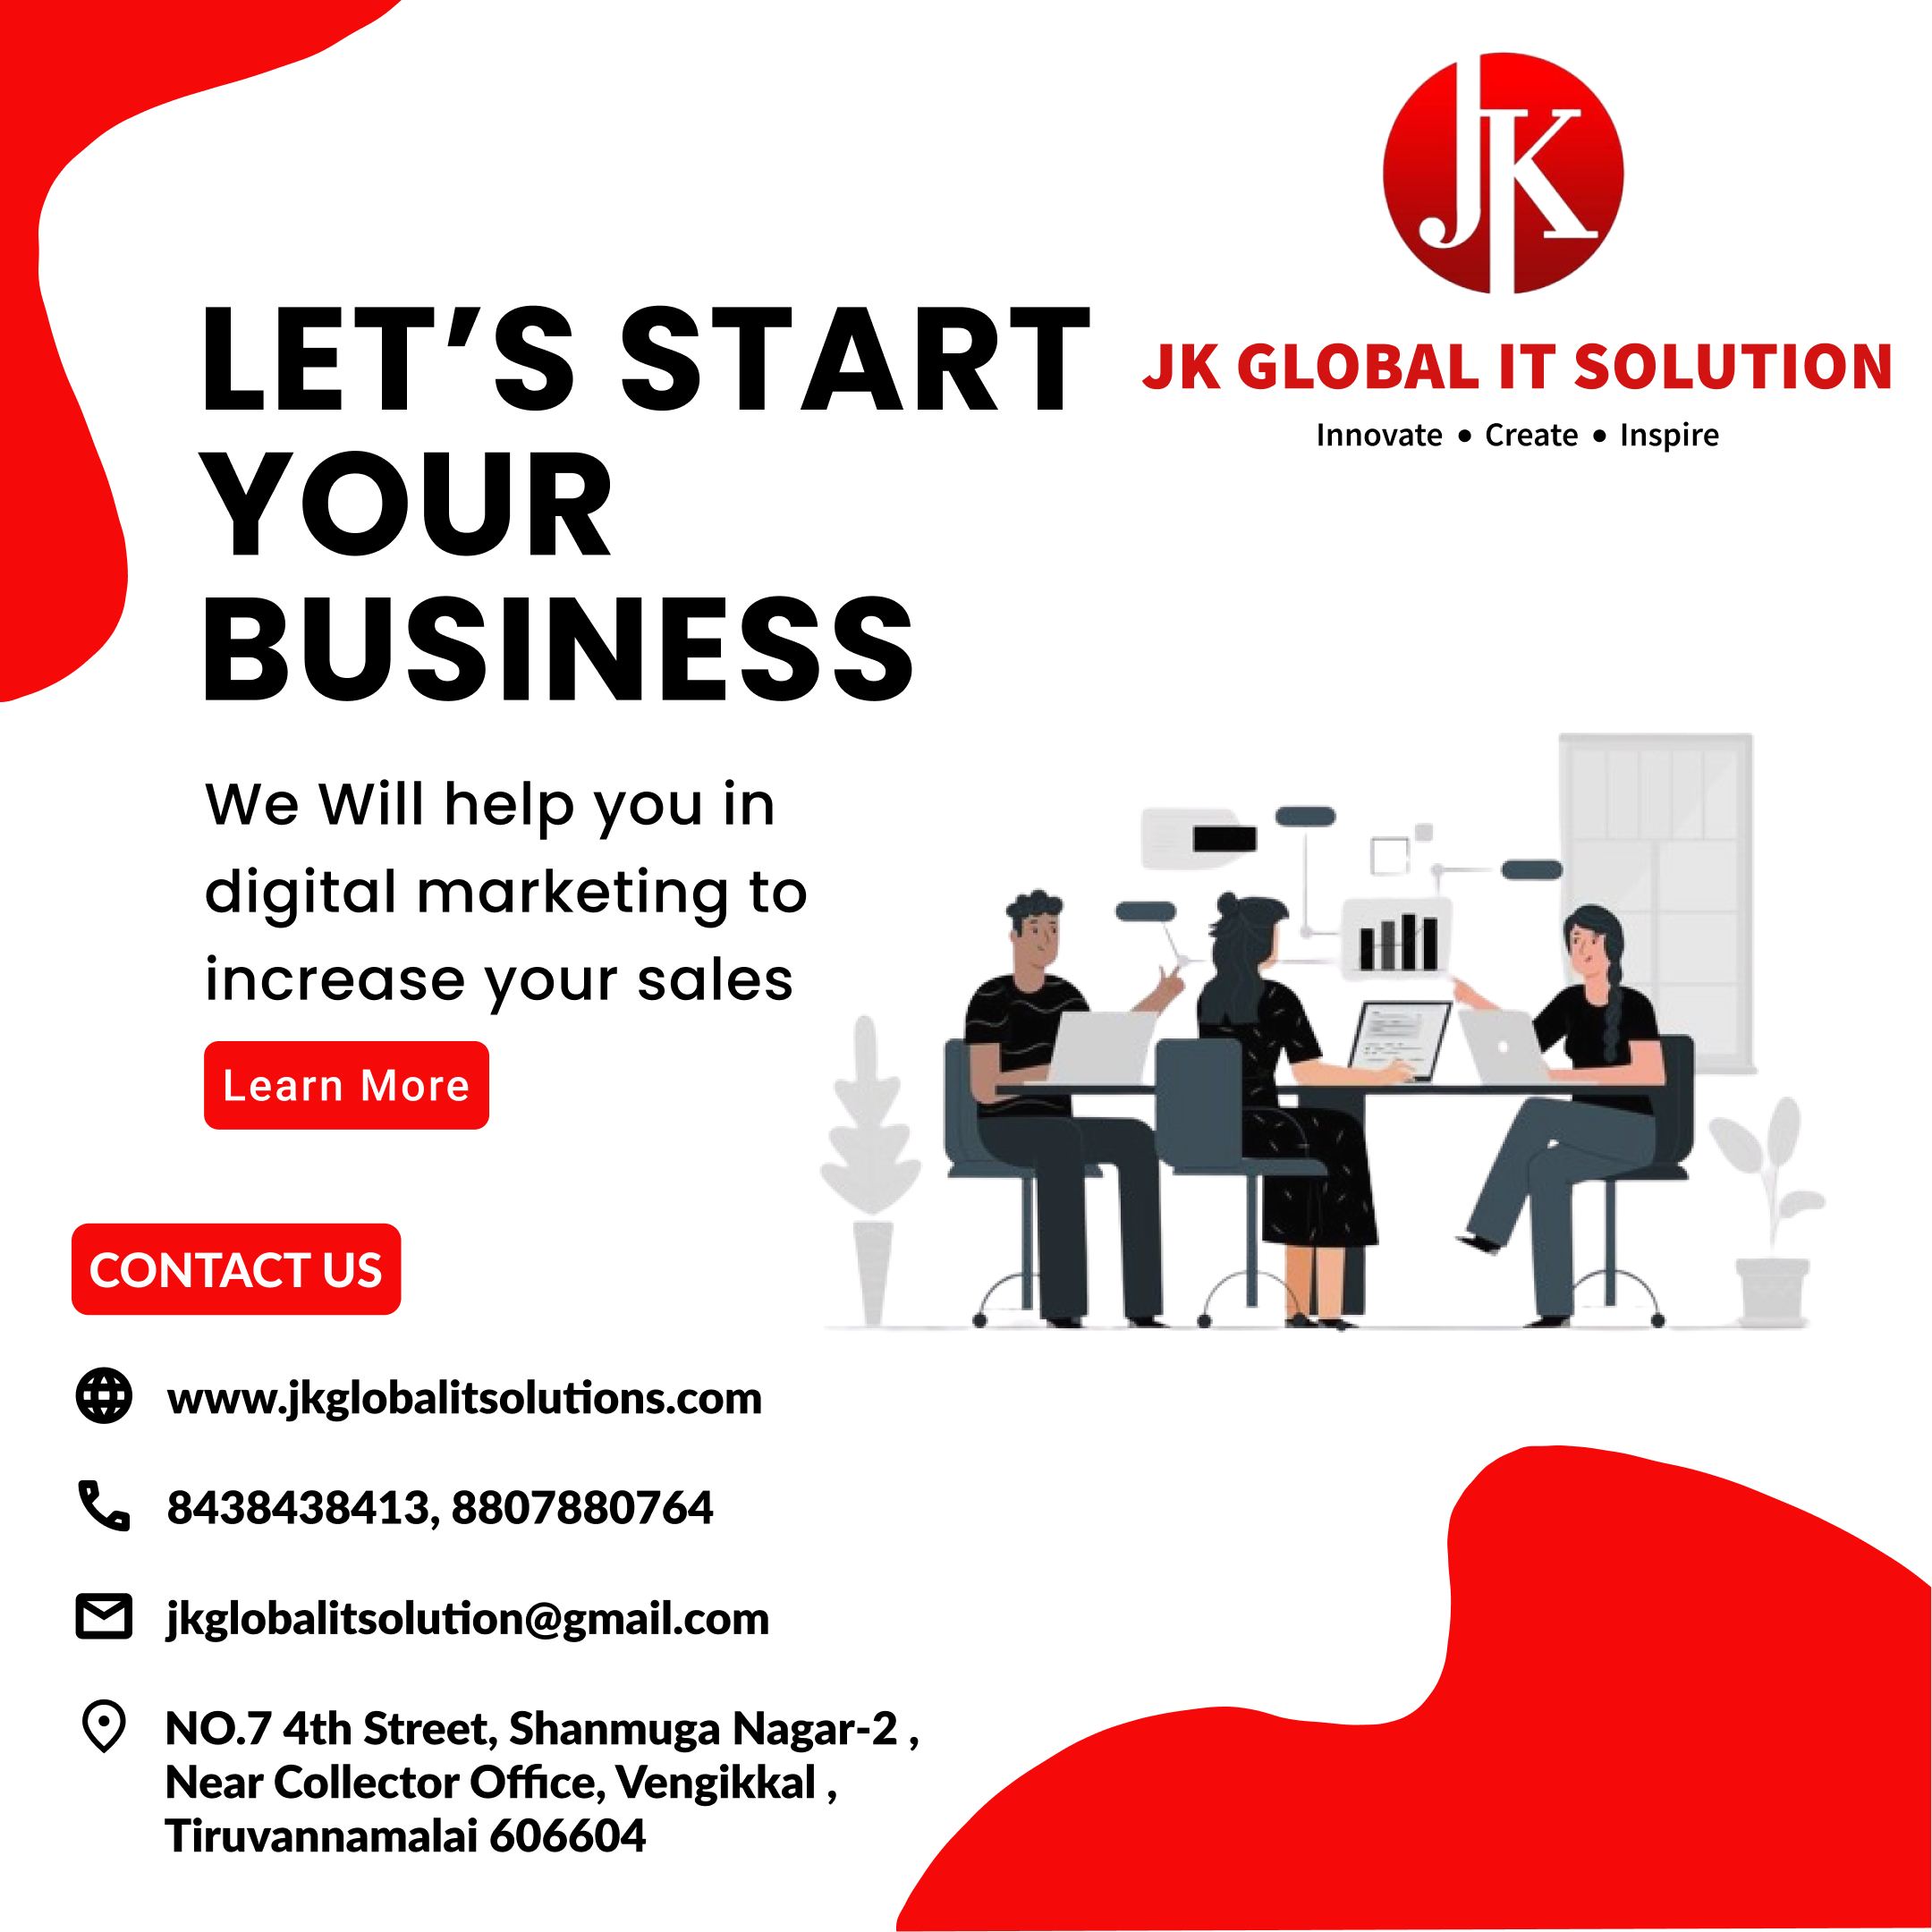 JK
JK GLOBAL IT SOLUTION
Innovate • Create • Inspire
LET’S START
YOUR
BUSINESS
We Will help you in
digital marketing to
increase your sales
Learn More
CONTACT US
www.jkglobalitsolutions.com
8438438413, 8807880764
jkglobalitsolution@gmail.com
NO.7 4th Street, Shanmuga Nagar-2 ,
Near Collector Office, Vengikkal ,
Tiruvannamalai 606604